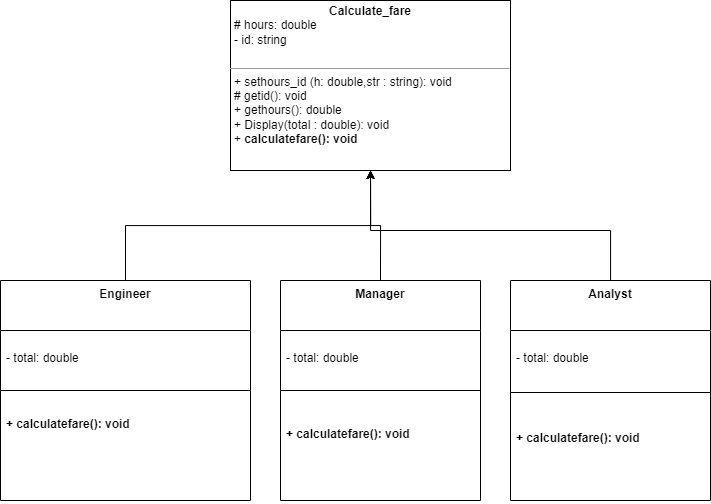 Calculate_fare
# hours: double
- id: string
+ sethours_id (h: double,str : string): void
# getid(): void
+ gethours(): double
+ Display(total : double): void
+ calculatefare(): void
Engineer
- total: double
+ calculatefare(): void
Manager
- total: double
+ calculatefare(): void
Analyst
- total: double
+ calculatefare(): void